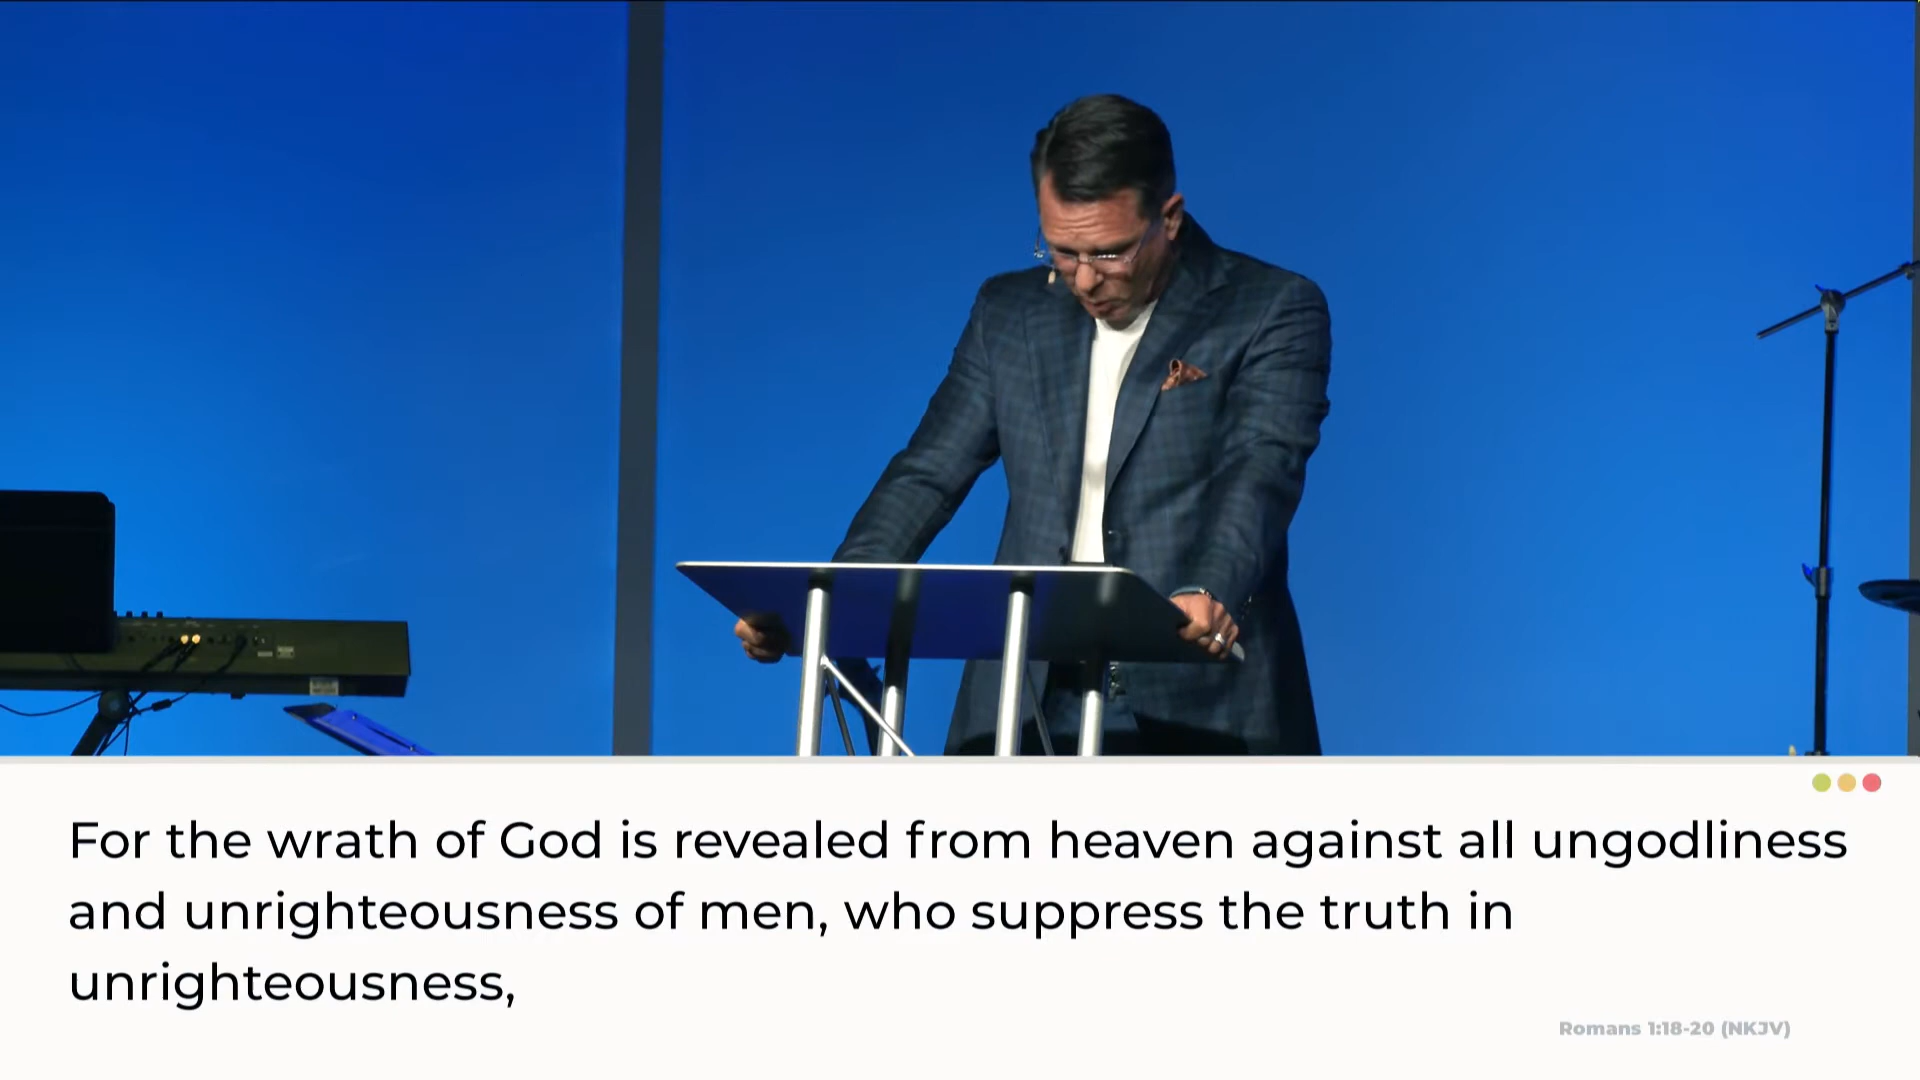 For the wrath of God is revealed from heaven against all ungodliness
and unrighteousness of men, who suppress the truth in
unrighteousness,
Romans 1:18-20 (NKJV)